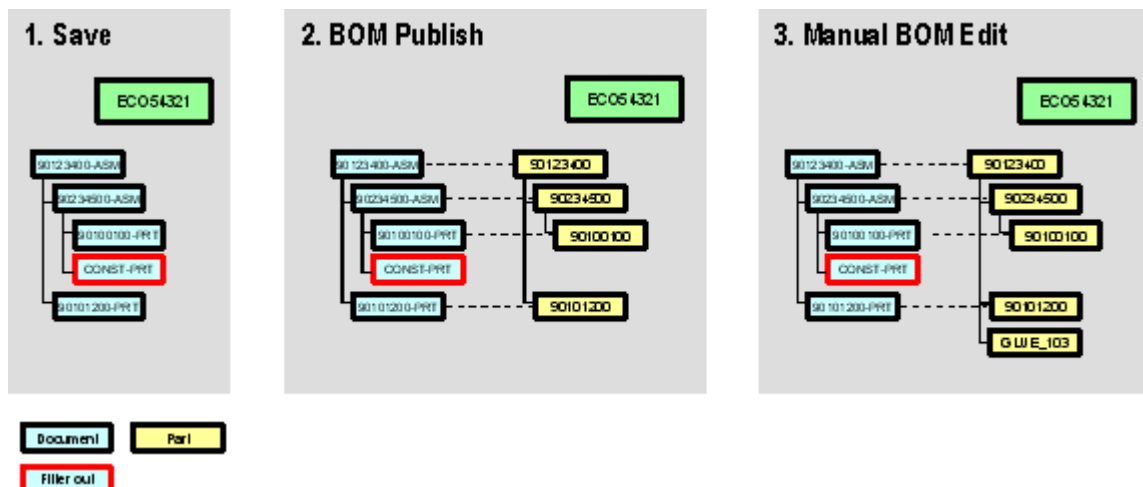 1. Save
2. BOM Publish
3. Manual BOM Edit
ECO54321
ECO54321
ECO54321
90123400-ASM
90234500-ASM
90100100-PRT
CONST-PRT
90101200-PRT
90123400-ASM
90123400
90234500-ASM
90234500
90100100-PRT
90100100
CONST-PRT
90101200-PRT
90101200
90123400-ASM
90123400
90234500-ASM
90234500
90100100-PRT
90100100
CONST-PRT
90101200-PRT
90101200
GLUE_103
Document
Part
Filter out